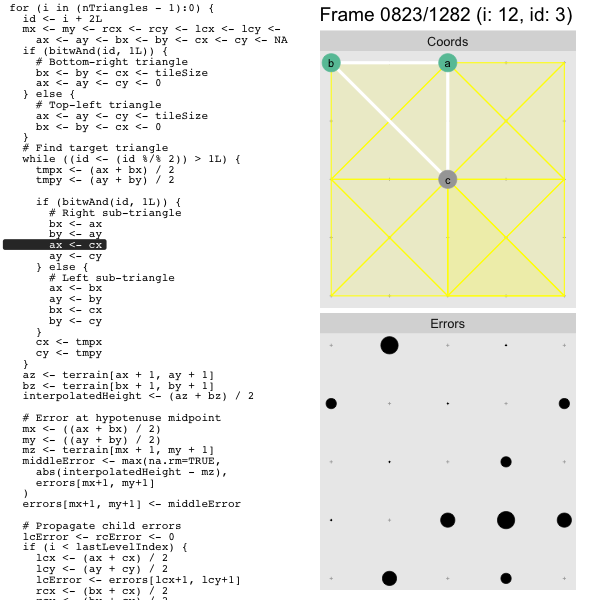 for (i in (nTriangles - 1):0) {
id <- i + 2L
mx <- my <- rcx <- rcy <- lcx <- lcy <-
ax <- ay <- bx <- by <- cx <- cy <- NA
if (bitwAnd(id, 1L)) {
# Bottom-right triangle
bx <- by <- cx <- tileSize
ax <- ay <- cy <- 0
} else {
# Top-left triangle
ax <- ay <- cy <- tileSize
bx <- by <- cx <- 0
}
# Find target triangle
while ((id <- (id %/% 2)) > 1L) {
tmpx <- (ax + bx) / 2
tmpy <- (ay + by) / 2
if (bitwAnd(id, 1L)) {
# Right sub-triangle
bx <- ax
by <- ay
ax <- cx
ay <- cy
} else {
# Left sub-triangle
ax <- bx
ay <- by
bx <- cx
by <- cy
}
cx <- tmpx
cy <- tmpy
}
az <- terrain[ax + 1, ay + 1]
bz <- terrain[bx + 1, by + 1]
interpolatedHeight <- (az + bz) / 2
# Error at hypotenuse midpoint
mx <- ((ax + bx) / 2)
my <- ((ay + by) / 2)
mz <- terrain[mx + 1, my + 1]
middleError <- max(na.rm=TRUE,
abs(interpolatedHeight - mz),
errors[mx+1, my+1]
)
errors[mx+1, my+1] <- middleError
# Propagate child errors
lcError <- rcError <- 0
if (i < lastLevelIndex) {
lcx <- (ax + cx) / 2
lcy <- (ay + cy) / 2
lcError <- errors[lcx+1, lcy+1]
rcx <- (bx + cx) / 2
Frame 0823/1282 (i: 12, id: 3)
Coords
b
a
c
Errors